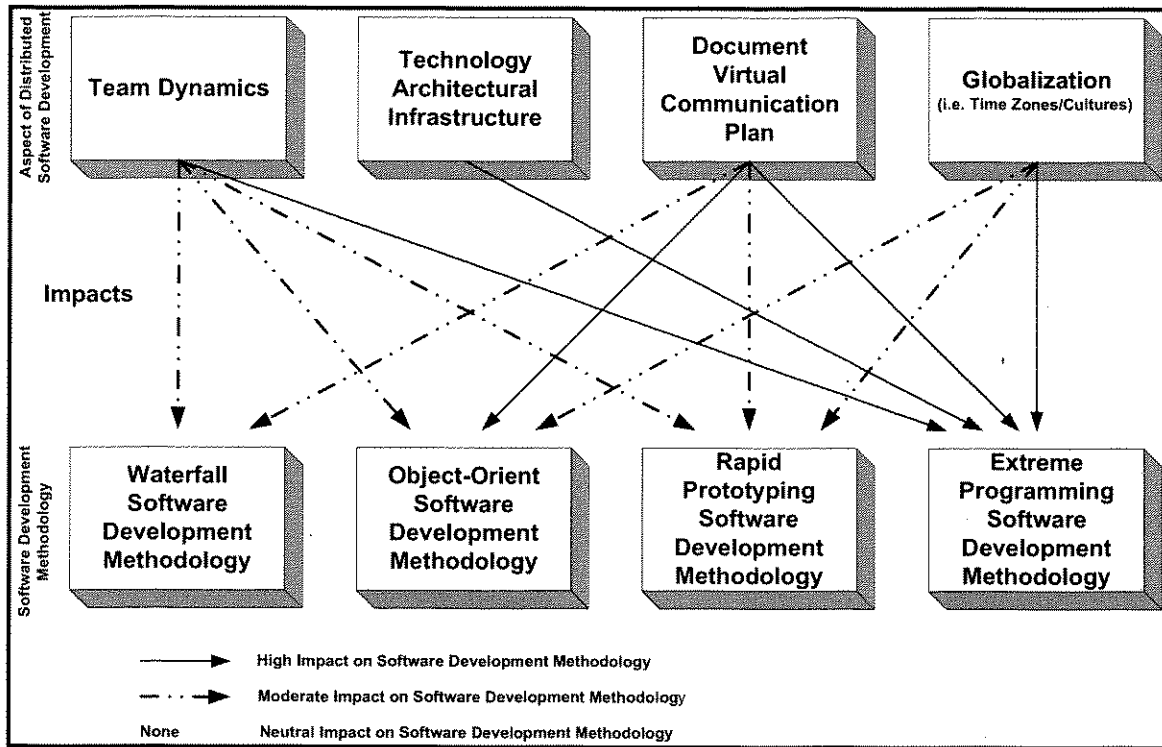 Aspect of Distributed
Software Development
Team Dynamics
Technology
Architectural
Infrastructure
Document
Virtual
Communication
Plan
Globalization
(i.e. Time Zones/Cultures)
Impacts
Software Development
Methodology
Waterfall
Software
Development
Methodology
Object-Orient
Software
Development
Methodology
Rapid
Prototyping
Software
Development
Methodology
Extreme
Programming
Software
Development
Methodology
High Impact on Software Development Methodology
Moderate Impact on Software Development Methodology
None Neutral Impact on Software Development Methodology